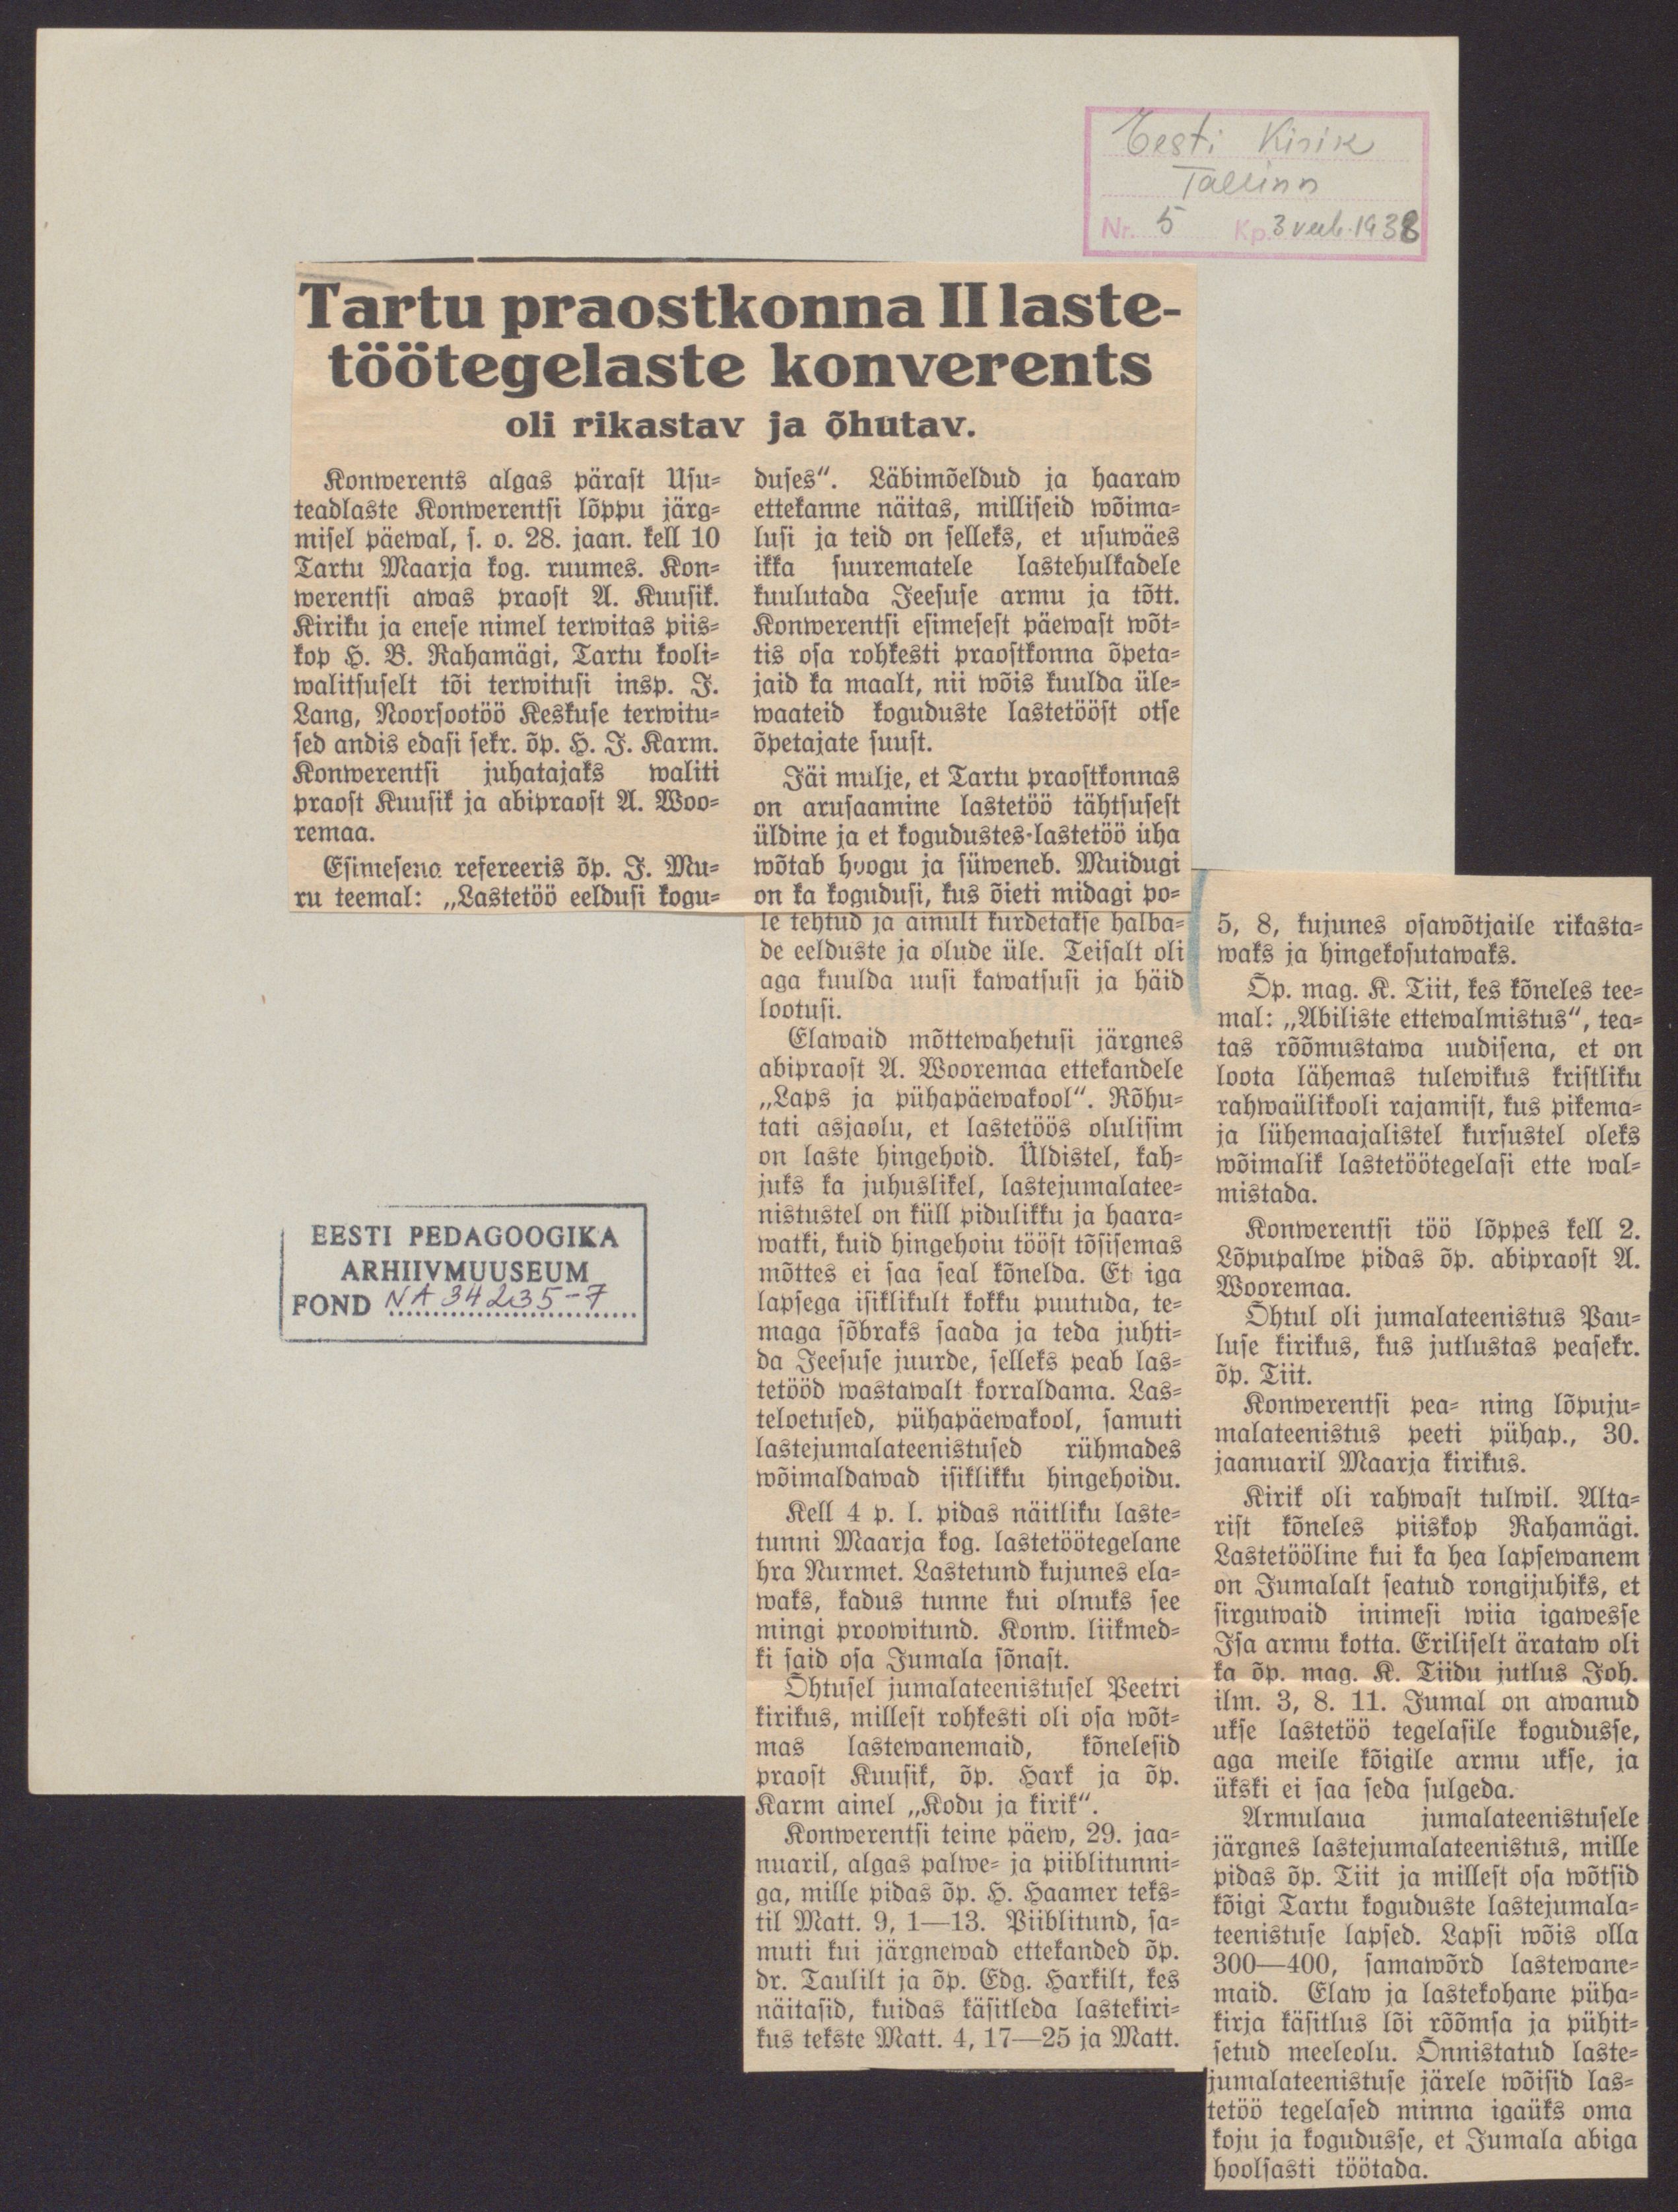 Eesti Kirik
Tallinn
Nr. 5 Kp. 3 veeb. 1938
Tartu praostkonna II laste-
töötegelaste konverents
oli rikastav ja õhutav.
Konwerents algas pärast Usu-
teadlaste Konwerentsi lõppu järg-
misel päewal, s. o. 28. jaan. kell 10
Tartu Maarja kog. ruumes. Kon-
werentsi awas praost A. Kuusik.
Kiriku ja enese nimel terwitas piis-
kop H. B. Rahamägi, Tartu kooli-
walitsuselt tõi terwitusi insp. J.
Lang, Noorsootöö Keskuse terwitu-
sed andis edasi sekr. õp. H. J. Karm.
Konwerentsi juhatajaks waliti
praost Kuusik ja abipraost A. Woo-
remaa.
Esimesena refereeris õp. J. Mu-
ru teemal: „Lastetöö eeldusi kogu-
duses“. Läbimõeldud ja haaraw
ettekanne näitas, milliseid wõima-
lusi ja teid on selleks, et usuwäes
ikka suurematele lastehulkadele
kuulutada Jeesuse armu ja tõtt.
Konwerentsi esimesest päewast wõt-
tis osa rohkesti praostkonna õpeta-
jaid ka maalt, nii wõis kuulda üle-
waateid koguduste lastetööst otse
õpetajate suust.
Jäi mulje, et Tartu praostkonnas
on arusaamine lastetöö tähtsusest
üldine ja et kogudustes lastetöö üha
wõtab hoogu ja süweneb. Muidugi
on ka kogudusi, kus õieti midagi po-
le tehtud ja ainult kurdetakse halba-
de eelduste ja olude üle. Teisalt oli
aga kuulda uusi kawatsusi ja häid
lootusi.
Elawaid mõttewahetusi järgnes
abipraost A. Wooremaa ettekandele
„Laps ja pühapäewakool“. Rõhu-
tati asjaolu, et lastetöös olulisim
on laste hingehoid. Üldistel, kah-
juks ka juhuslikel, lastejumalatee-
nistustel on küll pidulikku ja haara-
watki, kuid hingehoiu tööst tõsisemas
mõttes ei saa seal kõnelda. Et iga
lapsega isiklikult kokku puutuda, te-
maga sõbraks saada ja teda juhti-
da Jeesuse juurde, selleks peab las-
tetööd wastawalt korraldama. Las-
teloetused, pühapäewakool, samuti
lastejumalateenistused rühmades
wõimaldawad isiklikku hingehoidu.
Kell 4 p. l. pidas näitliku laste-
tunni Maarja kog. lastetöötegelane
hra Nurmet. Lastetund kujunes ela-
waks, kadus tunne kui olnuks see
mingi proowitund. Konw. liikmed-
ki said osa Jumala sõnast.
Õhtusel jumalateenistusel Peetri
kirikus, millest rohkesti oli osa wõt-
mas lastewanemaid, kõnelesid
praost Kuusik, õp. Hark ja õp.
Karm ainel „Kodu ja kirik“.
Konwerentsi teine päew, 29. jaa-
nuaril, algas palwe- ja piiblitunni-
ga, mille pidas õp. H. Haamer teks-
til Matt. 9, 1—13. Piiblitund, sa-
muti kui järgnewad ettekanded õp.
dr. Taulilt ja õp. Edg. Harkilt, kes
näitasid, kuidas käsitleda lastekiri-
kus tekste Matt. 4, 17—25 ja Matt.
5, 8, kujunes osawõtjaile rikasta-
waks ja hingekosutawaks.
Õp. mag. K. Tiit, kes kõneles tee-
mal: „Abiliste ettewalmistus“, tea-
tas rõõmustawa uudisena, et on
loota lähemas tulewikus kristliku
rahwaülikooli rajamist, kus pikema-
ja lühemaajalistel kursustel oleks
wõimalik lastetöötegelasi ette wal-
mistada.
Konwerentsi töö lõppes kell 2.
Lõpupalwe pidas õp. abipraost A.
Wooremaa.
Õhtul oli jumalateenistus Pau-
luse kirikus, kus jutlustas peasekr.
õp. Tiit.
Konwerentsi pea- ning lõpuju-
malateenistus peeti pühap., 30.
jaanuaril Maarja kirikus.
Kirik oli rahwast tulwil. Alta-
rist kõneles piiskop Rahamägi.
Lastetööline kui ka hea lapsewanem
on Jumalalt seatud rongijuhiks, et
sirguwaid inimesi wiia igawesse
Isa armu kotta. Eriliselt ärataw oli
ka õp. mag. K. Tiidu jutlus Joh.
ilm. 3, 8. 11. Jumal on awanud
ukse lastetöö tegelasile kogudusse,
aga meile kõigile armu ukse, ja
ükski ei saa seda sulgeda.
Armulaua jumalateenistusele
järgnes lastejumalateenistus, mille
pidas õp. Tiit ja millest osa wõtsid
kõigi Tartu koguduste lastejumala-
teenistuse lapsed. Lapsi wõis olla
300—400, samawõrd lastewane-
maid. Elaw ja lastekohane püha-
kirja käsitlus lõi rõõmsa ja pühit-
setud meeleolu. Õnnistatud laste-
jumalateenistuse järele wõisid las-
tetöö tegelased minna igaüks oma
koju ja kogudusse, et Jumala abiga
hoolsasti töötada.
EESTI PEDAGOOGIKA
ARHIIVMUUSEUM
FOND NA 34235-7